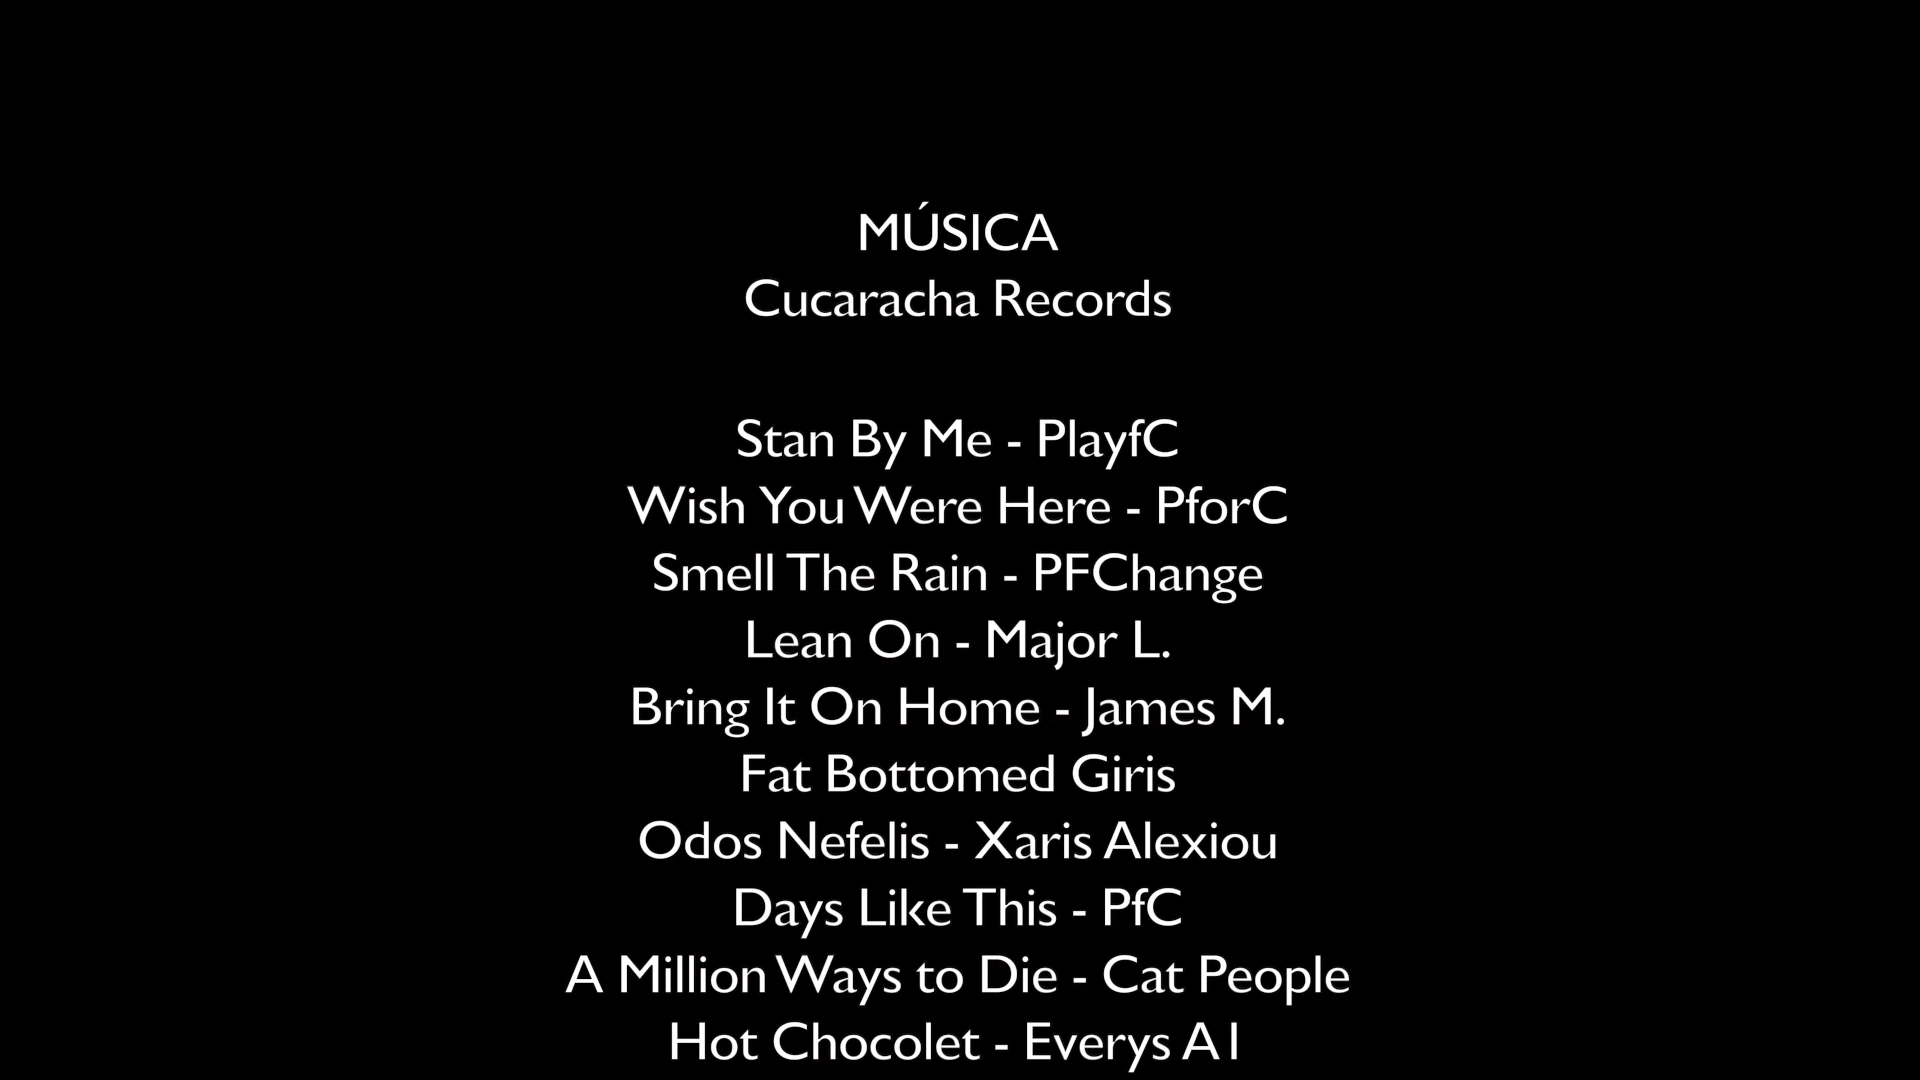 MÚSICA
Cucaracha Records
Stan By Me - PlayfC
Wish You Were Here - PforC
Smell The Rain - PFChange
Lean On - Major L.
Bring It On Home - James M.
Fat Bottomed Giris
Odos Nefelis - Xaris Alexiou
Days Like This - PfC
A Million Ways to Die - Cat People
Hot Chocolet - Everys A1